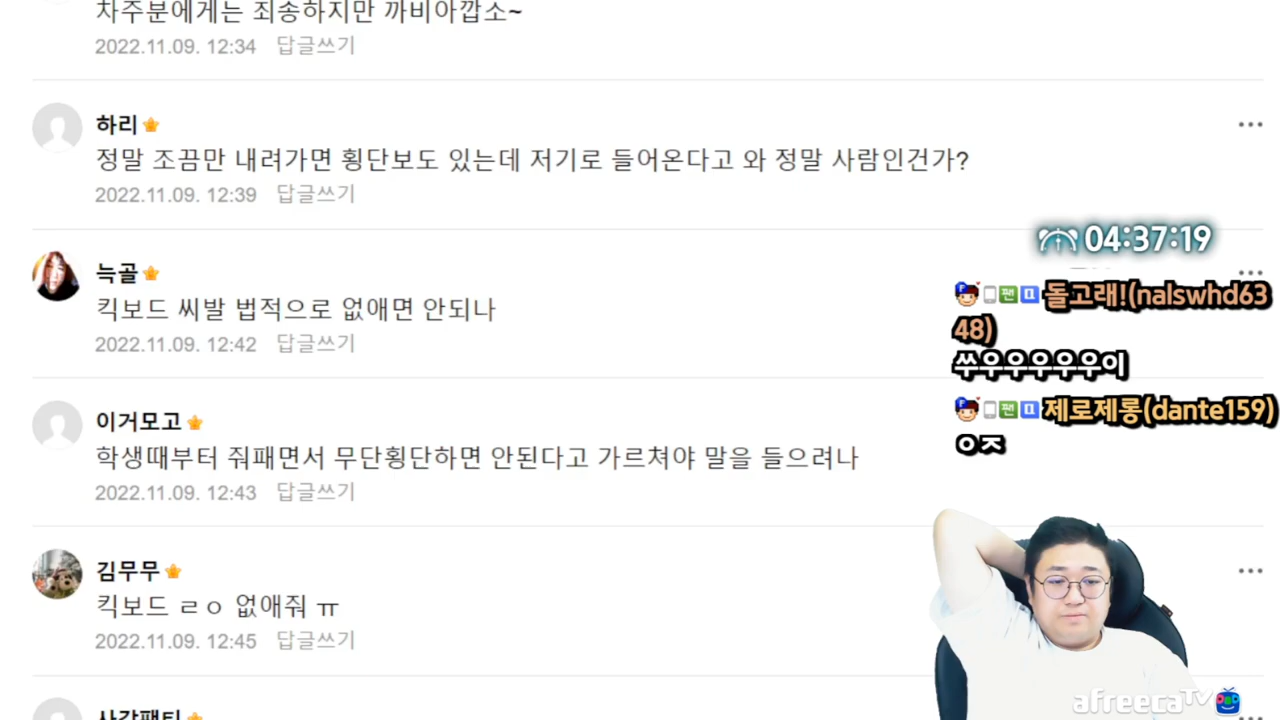 차주분에게는 죄송하지만 까비아깝소~
2022.11.09. 12:34 답글쓰기
하리
정말 조끔만 내려가면 횡단보도 있는데 저기로 들어온다고 와 정말 사람인건가?
2022.11.09. 12:39 답글쓰기
늑골
킥보드 씨발 법적으로 없애면 안되나
2022.11.09. 12:42 답글쓰기
이거모고
학생때부터 줘패면서 무단횡단하면 안된다고 가르쳐야 말을 들으려나
2022.11.09. 12:43 답글쓰기
김무무
킥보드 ㄹㅇ 없애줘 ㅠ
2022.11.09. 12:45 답글쓰기
사각팬티
04:37:19
팬 돌고래!(nalswhd63
48)
쑤우우우우우이
팬 제로제롱(dante159)
ㅇㅈ
afreecaTV